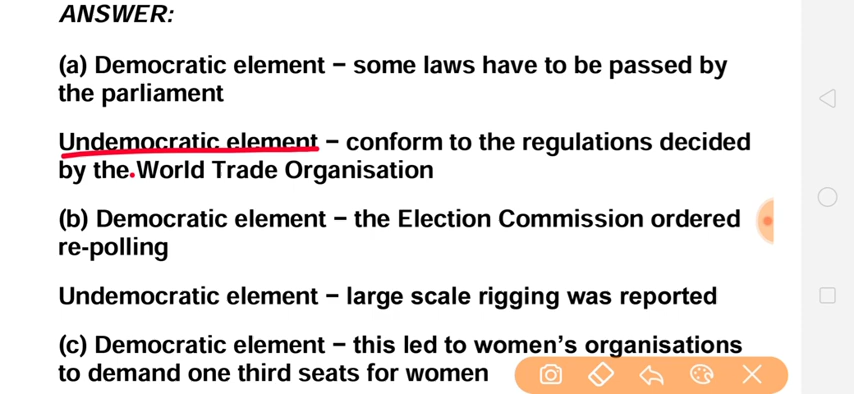 ANSWER:
(a) Democratic element − some laws have to be passed by
the parliament
Undemocratic element − conform to the regulations decided
by the World Trade Organisation
(b) Democratic element − the Election Commission ordered
re-polling
Undemocratic element − large scale rigging was reported
(c) Democratic element − this led to women’s organisations
to demand one third seats for women